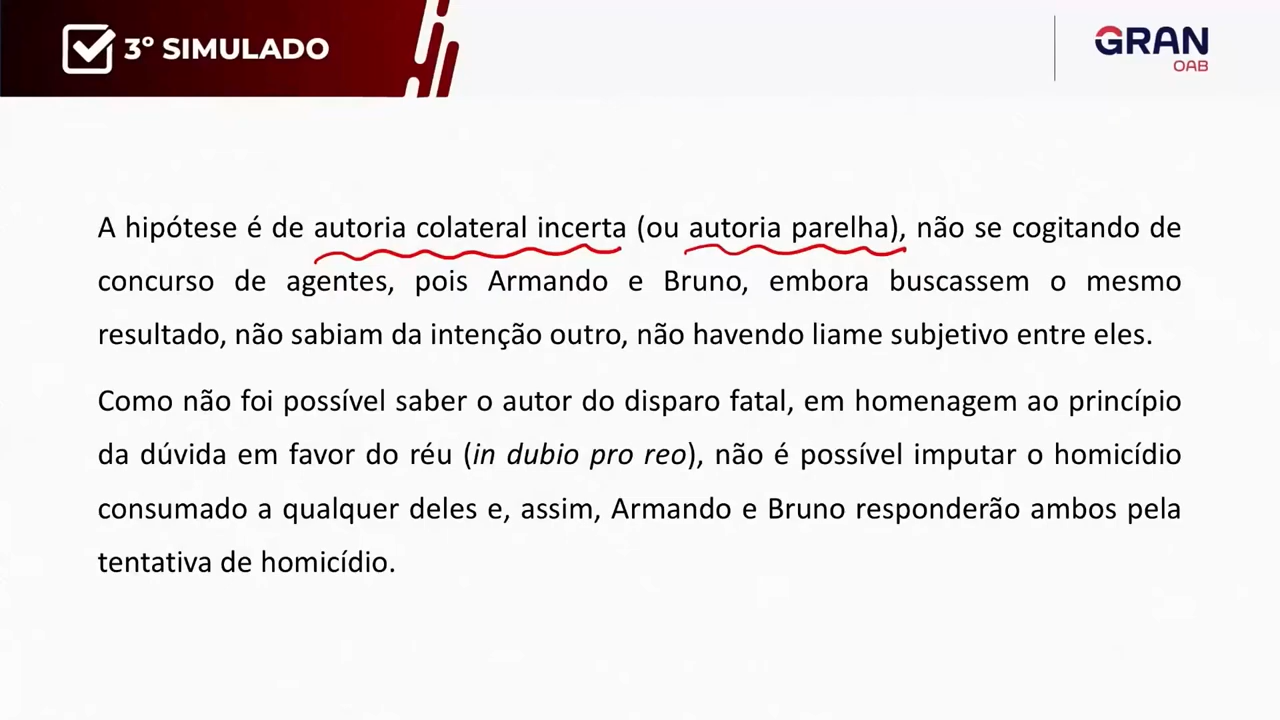 3º SIMULADO
GRAN
OAB
A hipótese é de autoria colateral incerta (ou autoria parelha), não se cogitando de
concurso de agentes, pois Armando e Bruno, embora buscassem o mesmo
resultado, não sabiam da intenção outro, não havendo liame subjetivo entre eles.
Como não foi possível saber o autor do disparo fatal, em homenagem ao princípio
da dúvida em favor do réu (in dubio pro reo), não é possível imputar o homicídio
consumado a qualquer deles e, assim, Armando e Bruno responderão ambos pela
tentativa de homicídio.